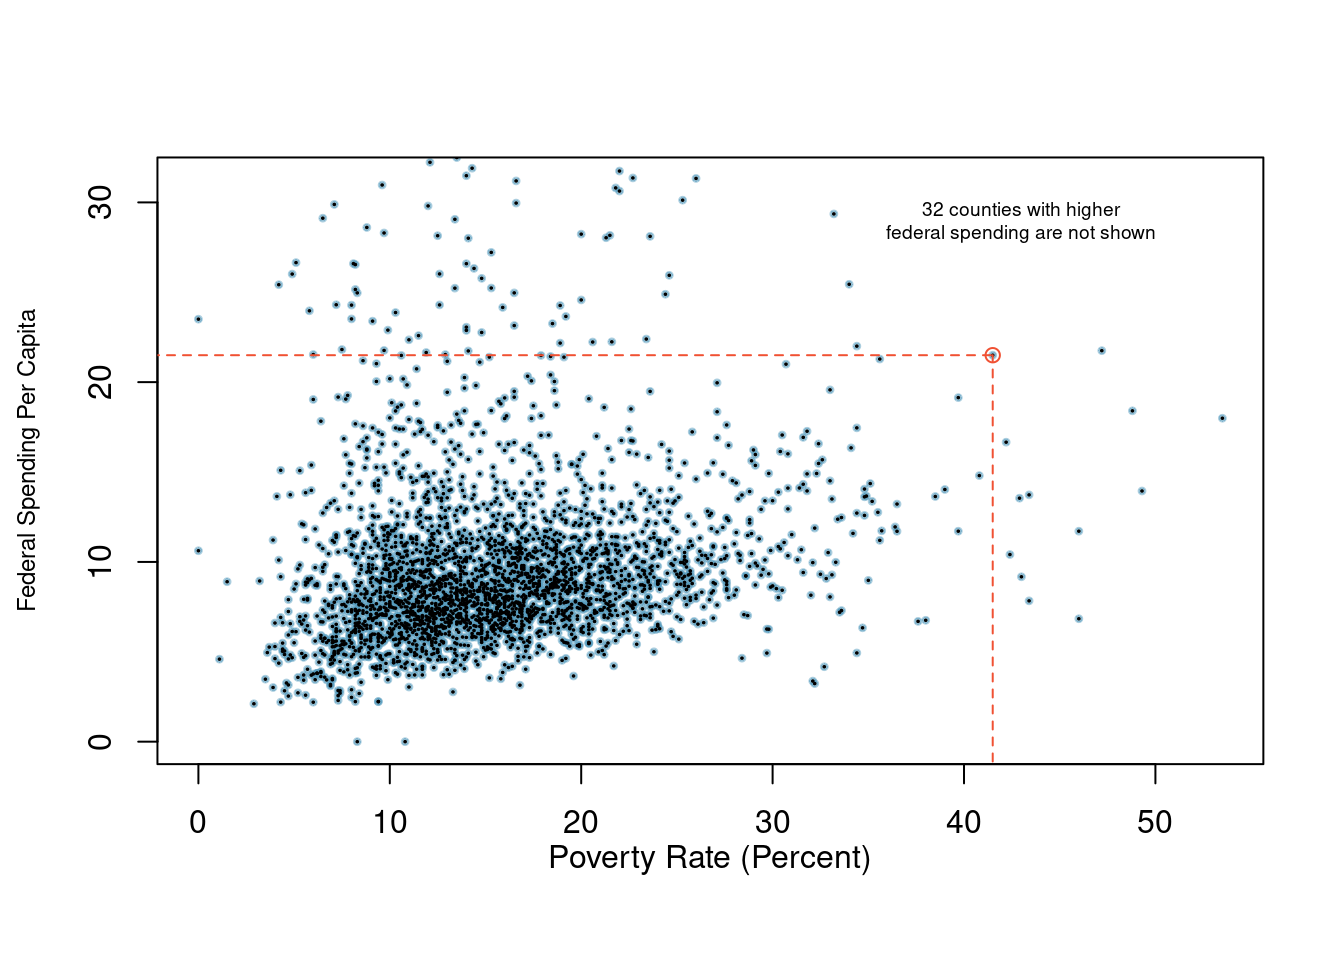 32 counties with higher
federal spending are not shown
Federal Spending Per Capita
30
20
10
0
0 10 20 30 40 50
Poverty Rate (Percent)